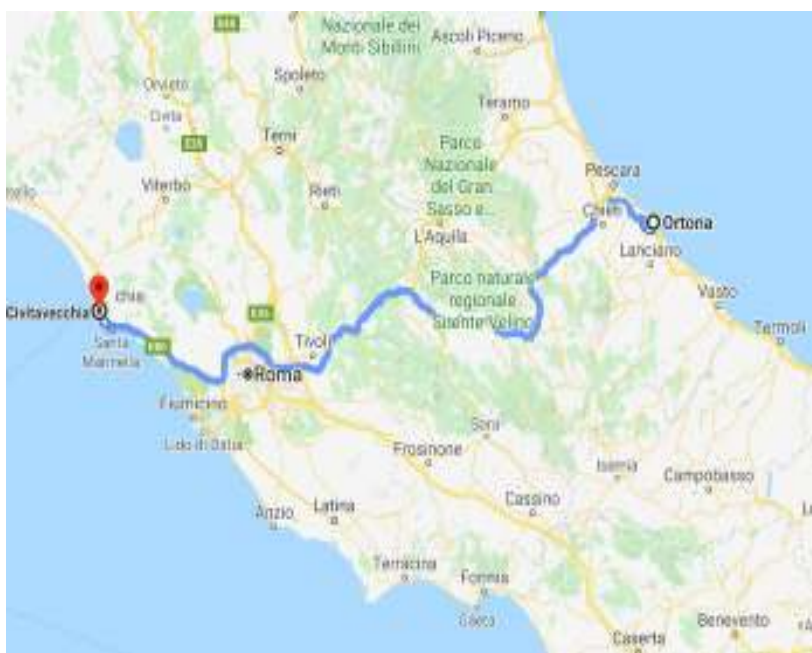 Nazionale dei
Monti Sibillini
Ascoli Piceno
Spoleto
Orvieto
Civita
Teramo
Terni
Parco
Nazionale
del Gran
Sasso e...
Viterbo
Rieti
Pescara
Chieti
Ortona
L'Aquila
Lanciano
Parco naturale
regionale
Sirente Velino
Vasto
Termoli
Civitavecchia
Santa
Marinella
Tivoli
Roma
Fiumicino
Lido di Ostia
Sora
Frosinone
Isernia
Campobasso
Cassino
Latina
Anzio
Terracina
Formia
Gaeta
Benevento
Caserta